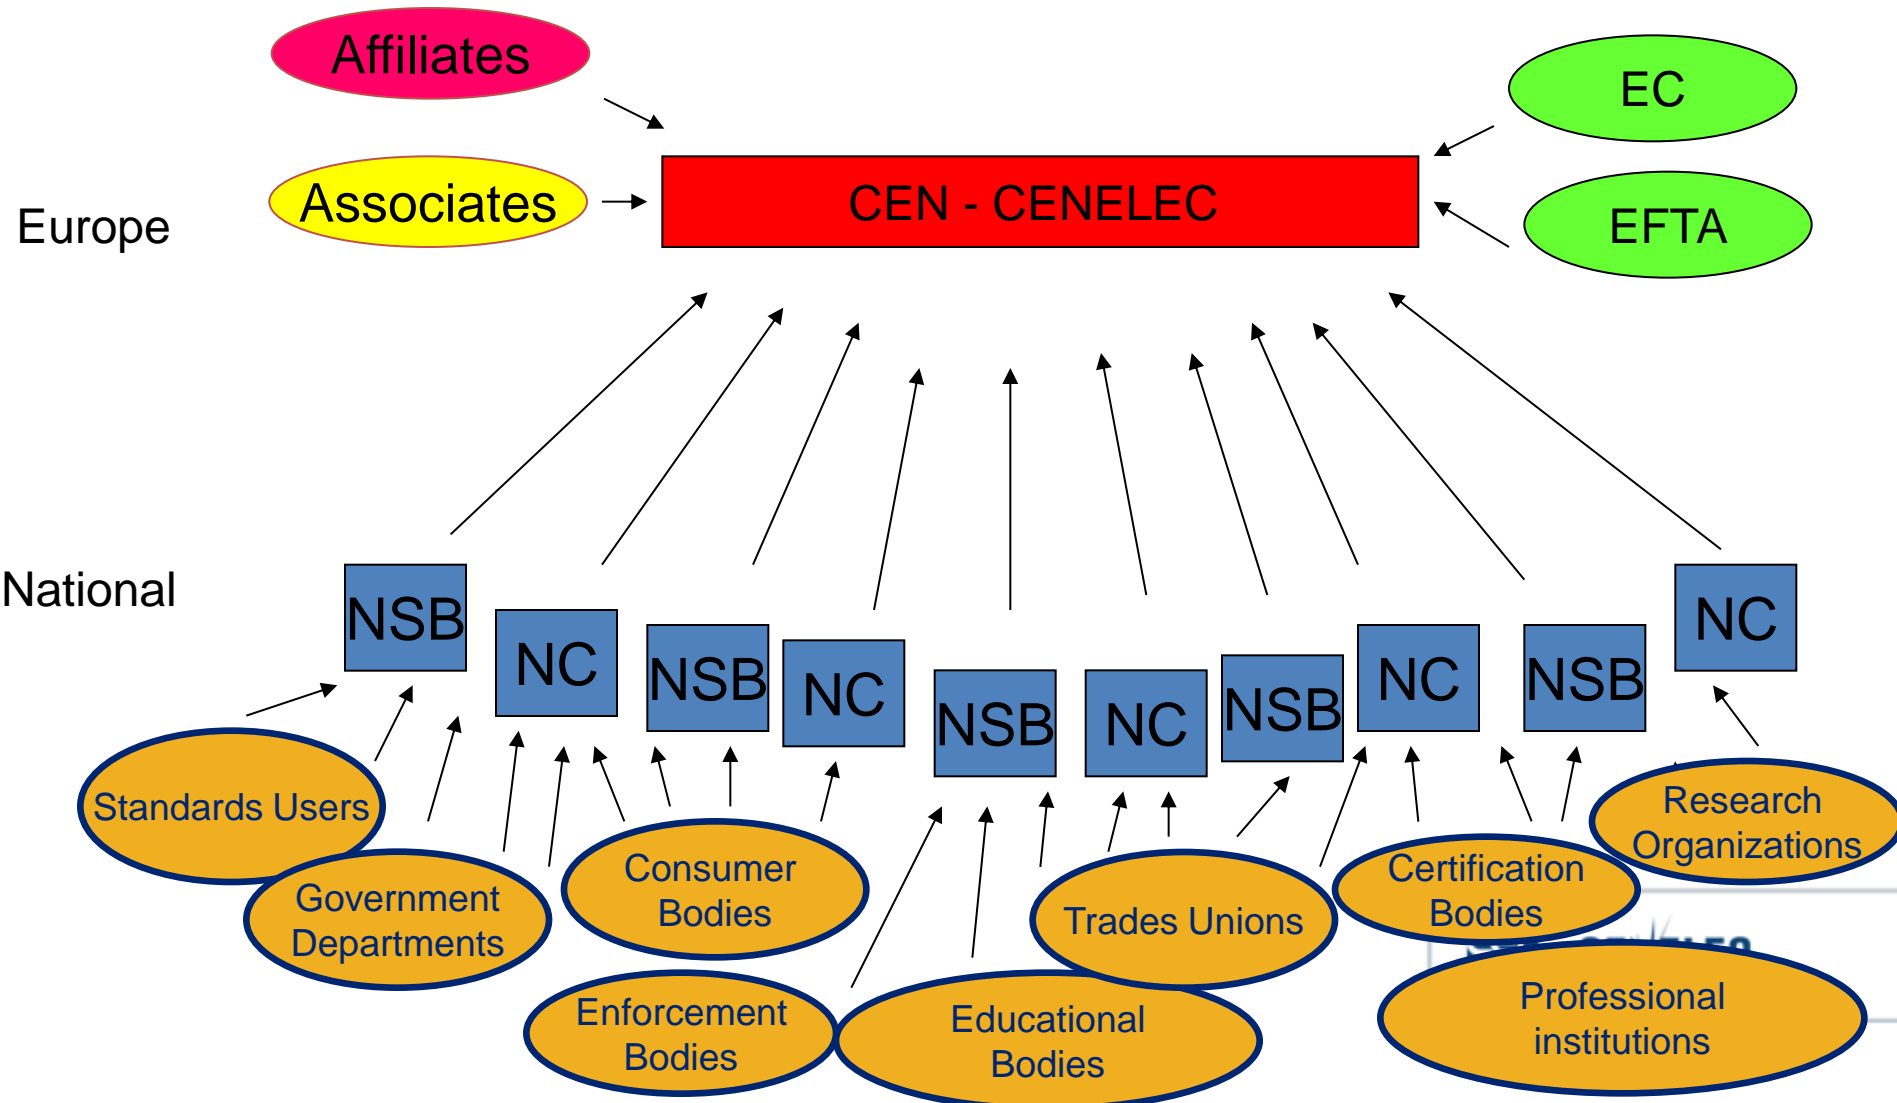 Affiliates
EC
Associates
CEN - CENELEC
EFTA
Europe
National
NSB
NC
NSB
NC
NSB
NC
NSB
NC
NSB
NC
Standards Users
Government
Departments
Consumer
Bodies
Enforcement
Bodies
Educational
Bodies
Trades Unions
Certification
Bodies
Research
Organizations
Professional
institutions